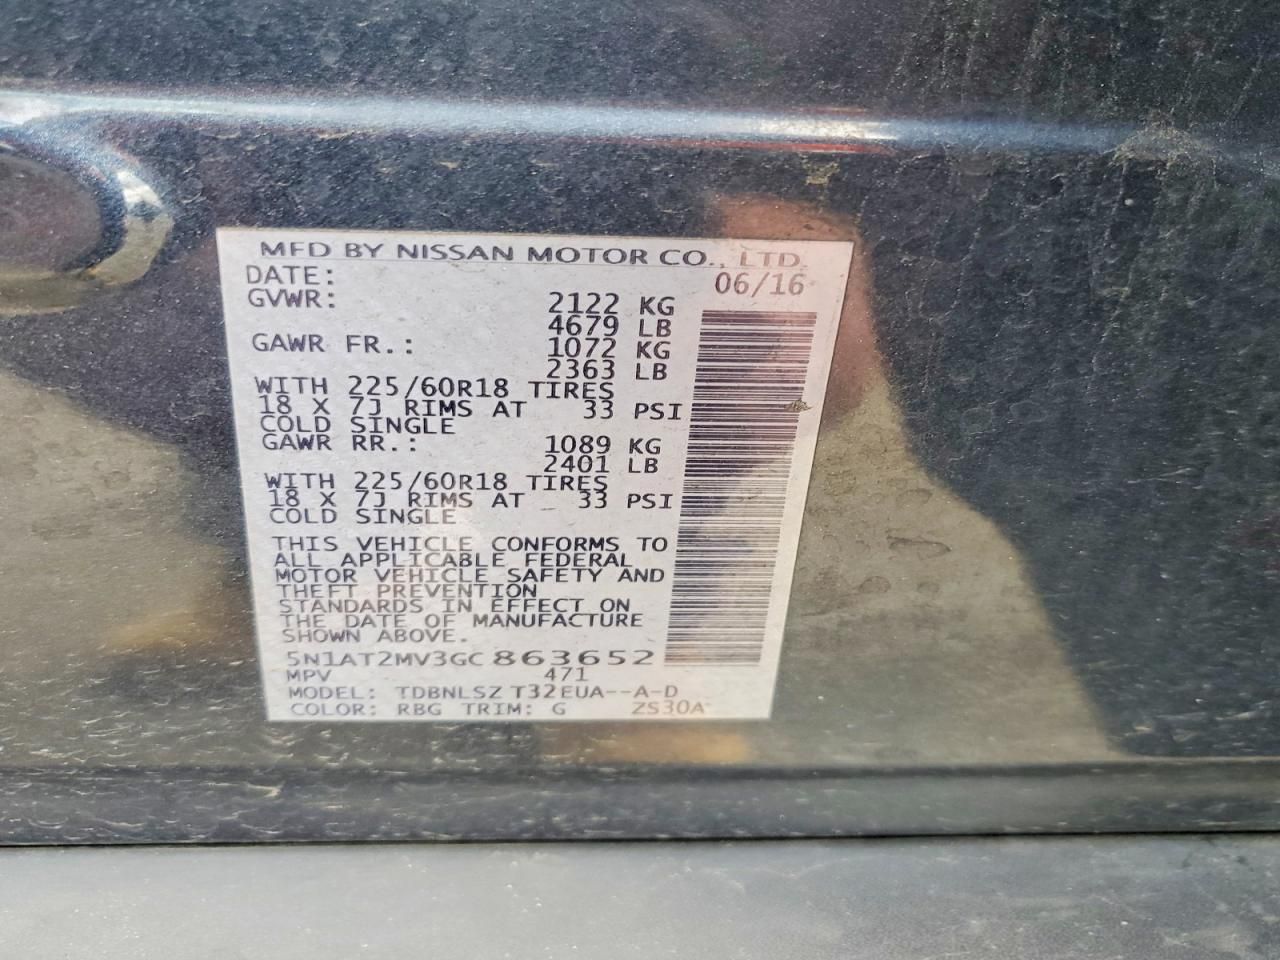 MFD BY NISSAN MOTOR CO., LTD.
DATE: 06/16
GVWR: 2122 KG
4679 LB
GAWR FR.: 1072 KG
2363 LB
WITH 225/60R18 TIRES
18 X 7J RIMS AT 33 PSI
COLD SINGLE
GAWR RR.: 1089 KG
2401 LB
WITH 225/60R18 TIRES
18 X 7J RIMS AT 33 PSI
COLD SINGLE
THIS VEHICLE CONFORMS TO
ALL APPLICABLE FEDERAL
MOTOR VEHICLE SAFETY AND
THEFT PREVENTION
STANDARDS IN EFFECT ON
THE DATE OF MANUFACTURE
SHOWN ABOVE.
5N1AT2MV3GC863652
MPV 471
MODEL: TDBNLSZ T32EUA--A-D
COLOR: RBG TRIM: G ZS30A